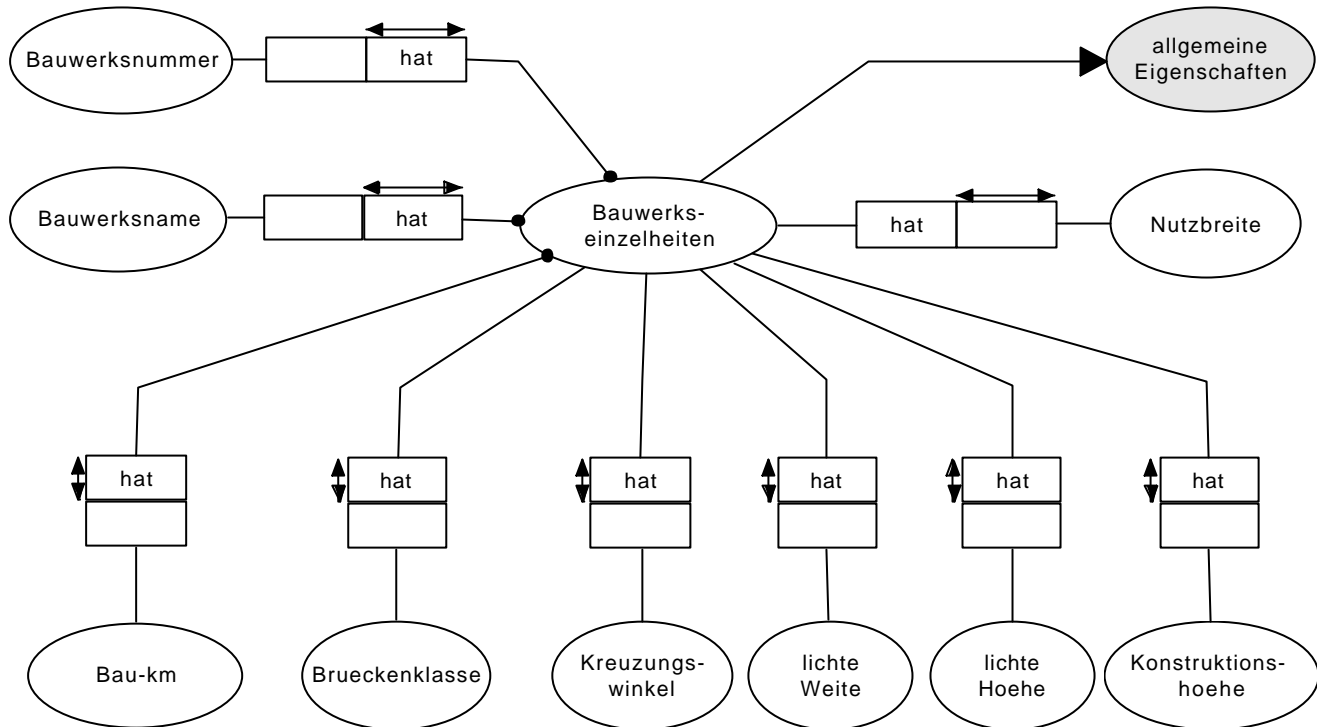 Bauwerksnummer
hat
allgemeine
Eigenschaften
Bauwerksname
hat
Bauwerks-
einzelheiten
hat
Nutzbreite
hat
hat
hat
hat
hat
hat
Bau-km
Brueckenklasse
Kreuzungs-
winkel
lichte
Weite
lichte
Hoehe
Konstruktions-
hoehe